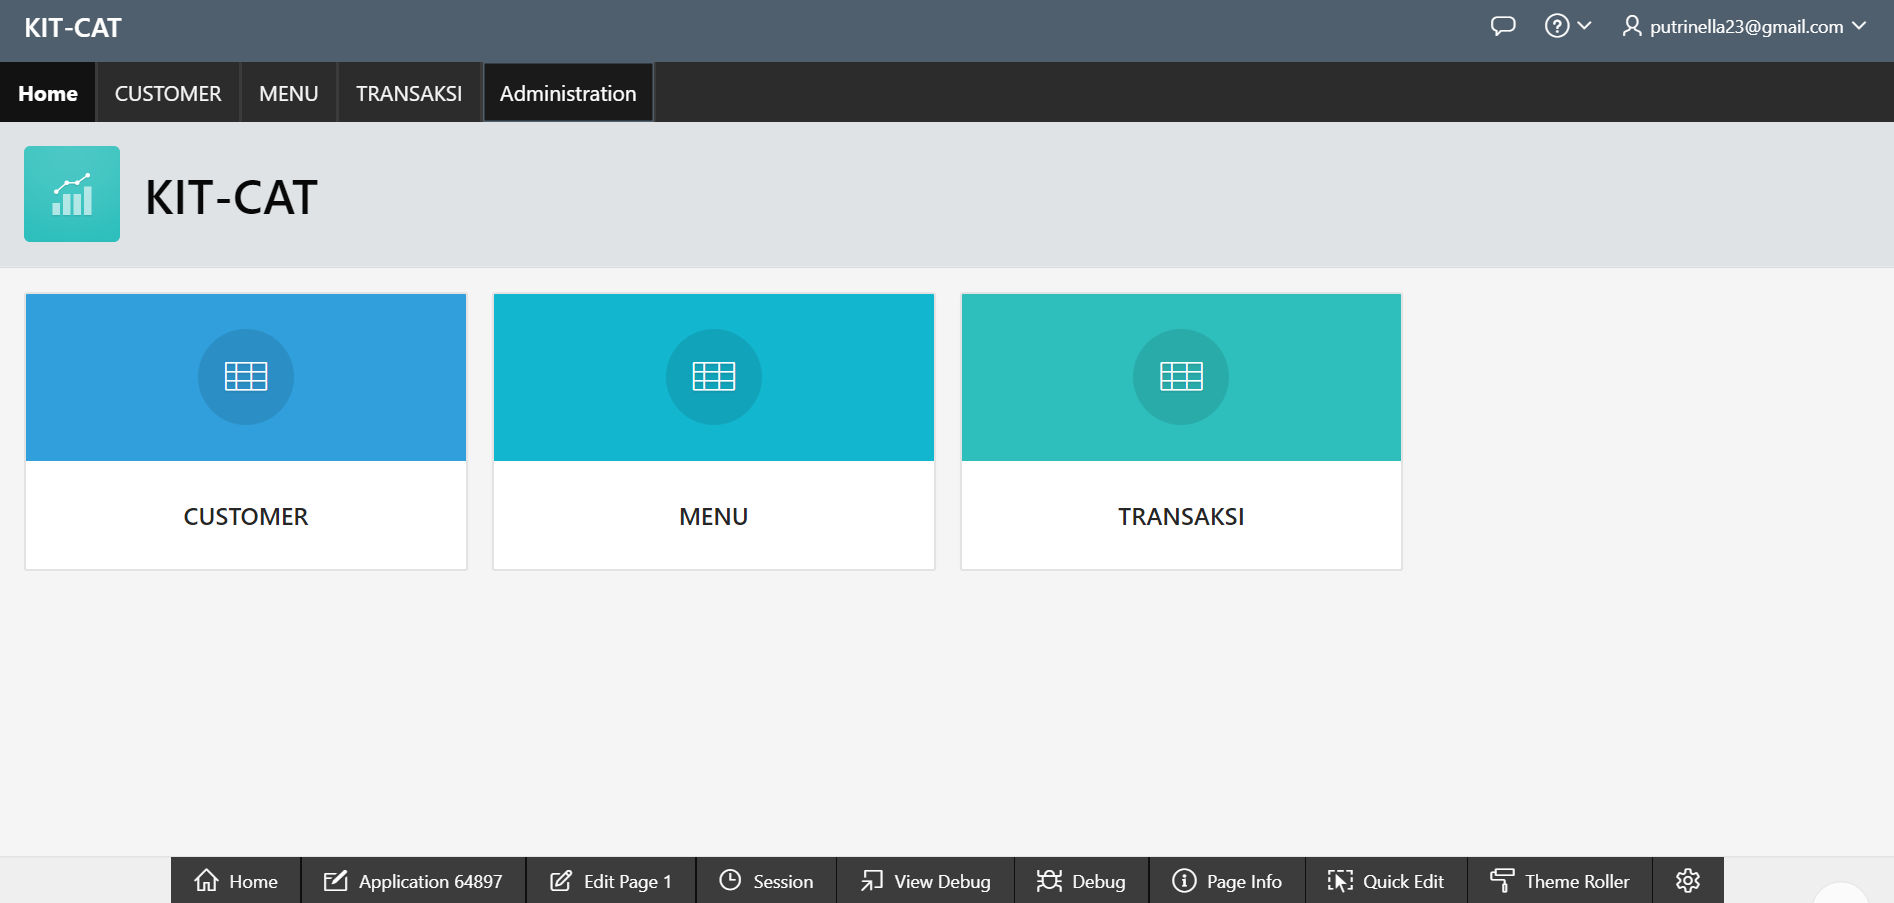 KIT-CAT
putrinella23@gmail.com
Home CUSTOMER MENU TRANSAKSI Administration
KIT-CAT
CUSTOMER MENU TRANSAKSI
Home Application 64897 Edit Page 1 Session View Debug Debug Page Info Quick Edit Theme Roller